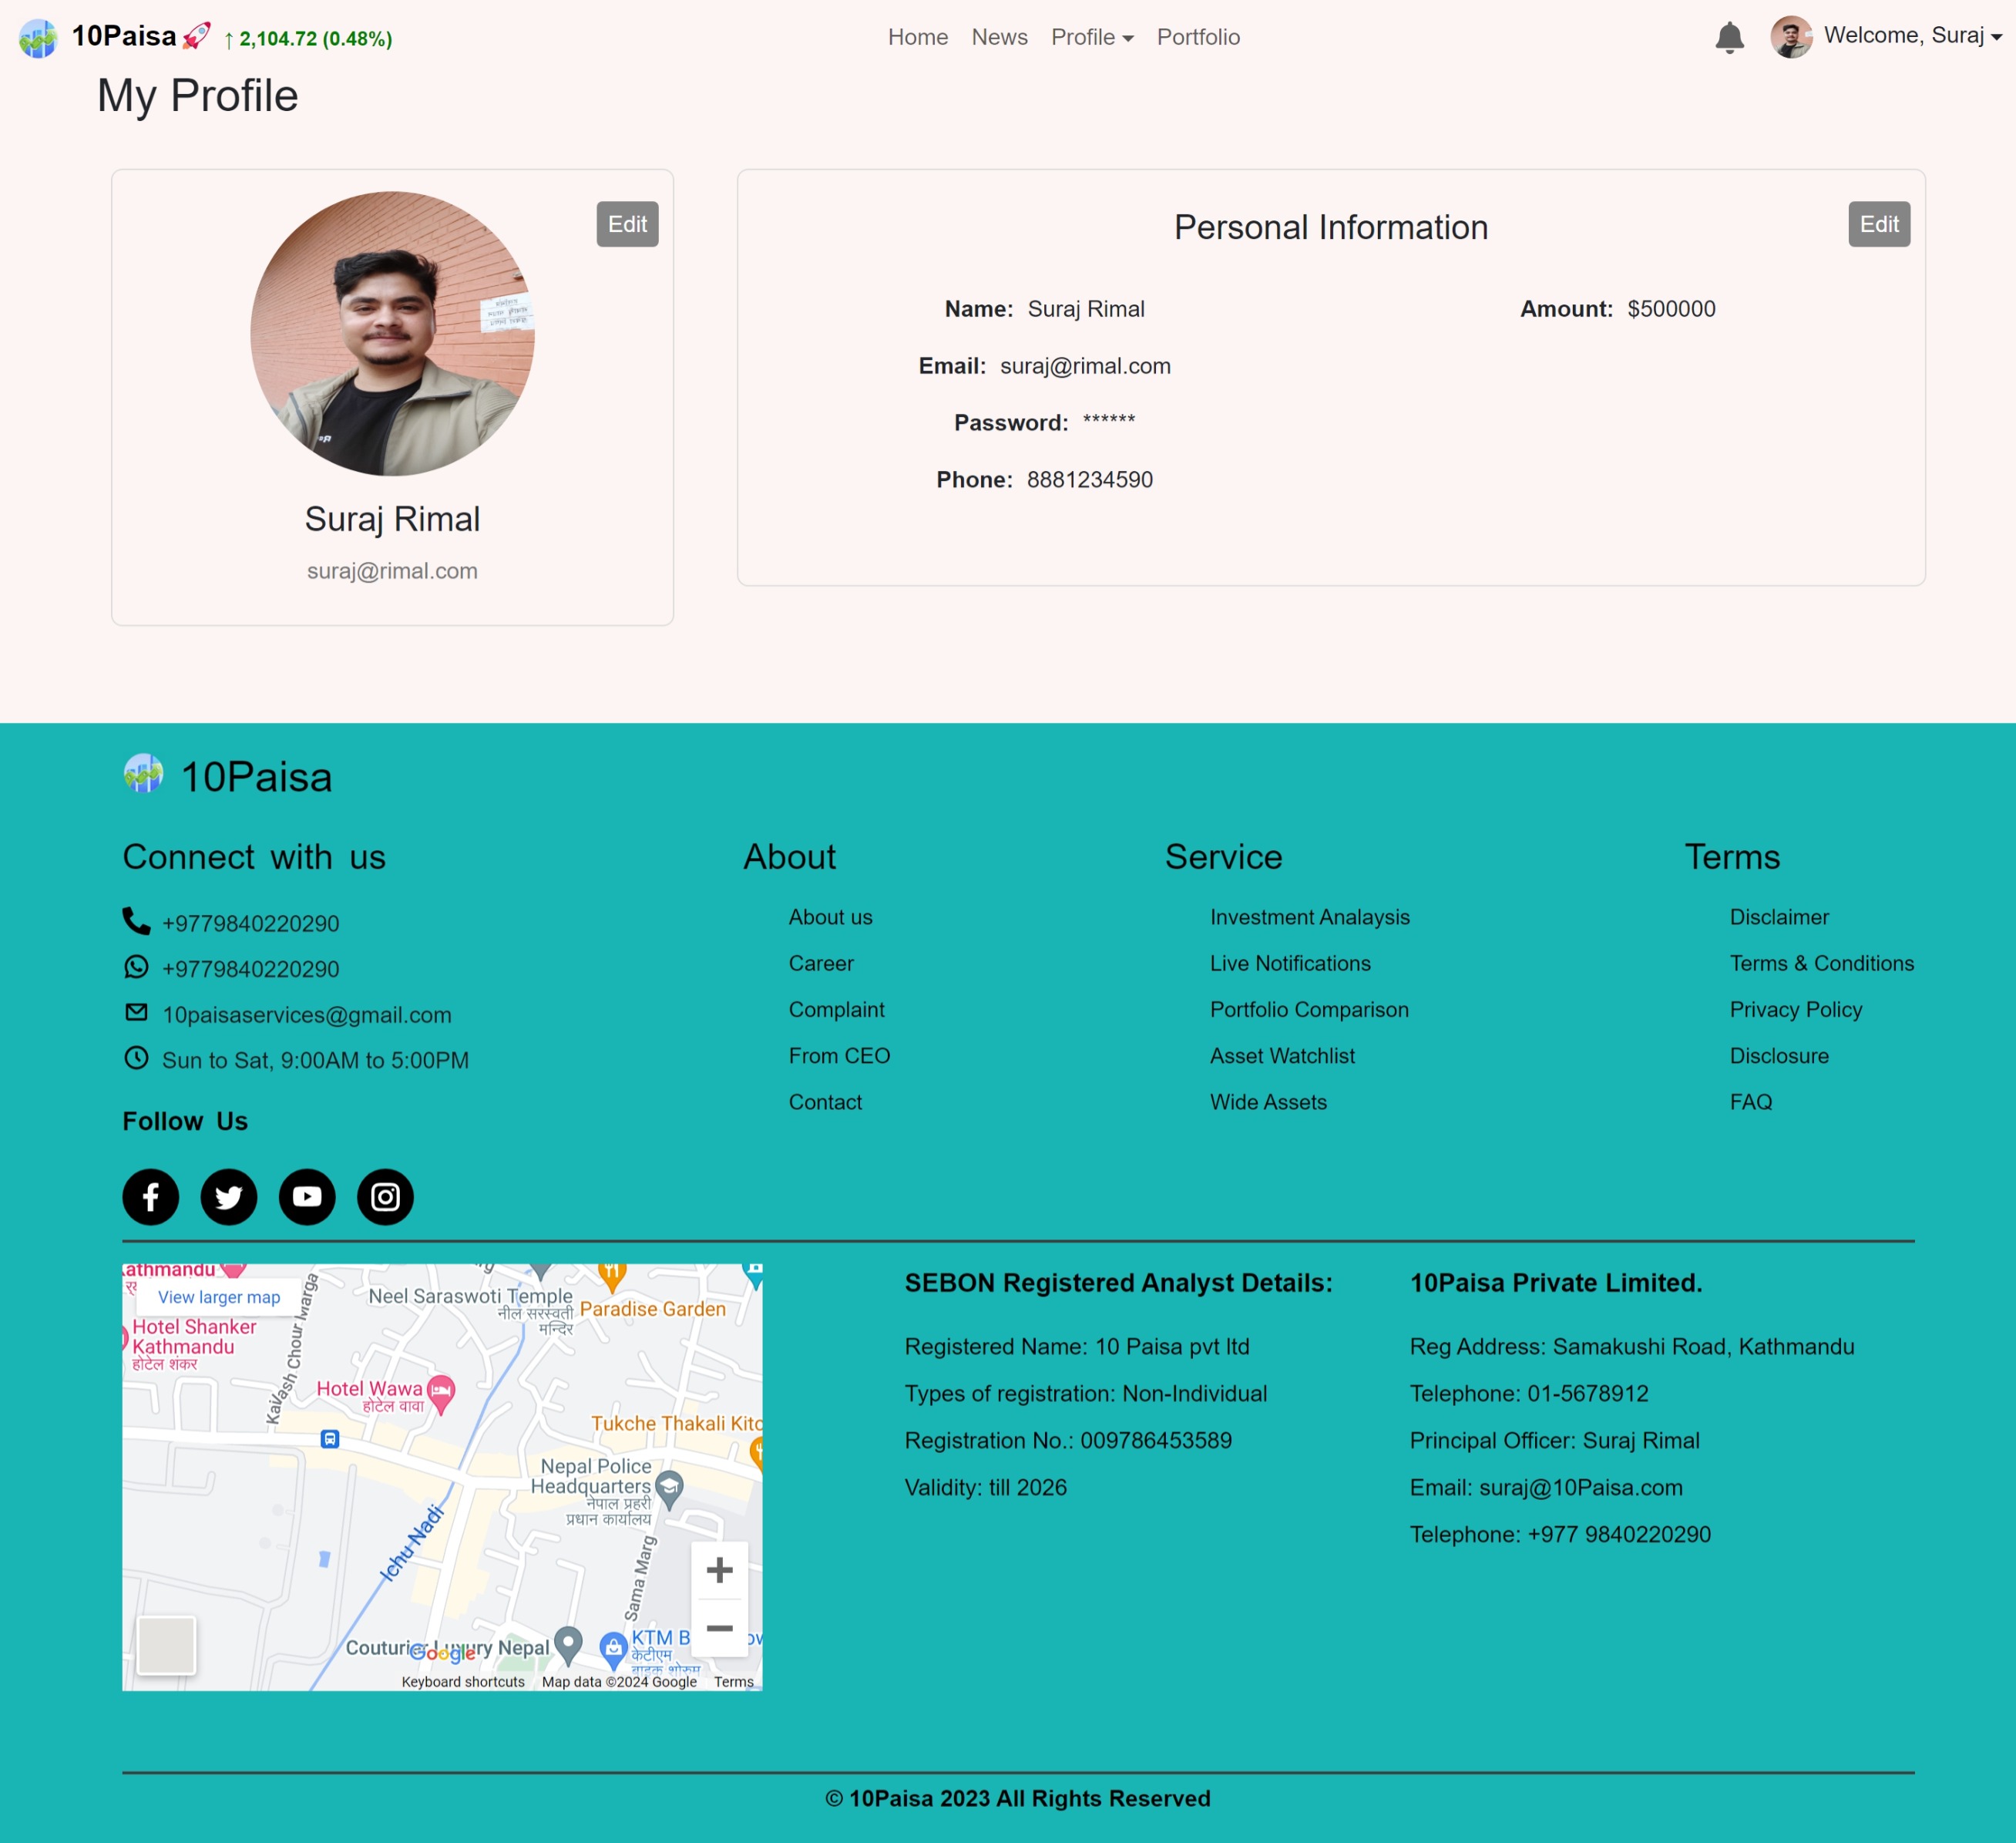 10Paisa🚀 ↑ 2,104.72 (0.48%)
Home News Profile Portfolio
Welcome, Suraj
My Profile
Edit
Suraj Rimal
suraj@rimal.com
Personal Information
Edit
Name: Suraj Rimal
Amount: $500000
Email: suraj@rimal.com
Password: ******
Phone: 8881234590
10Paisa
Connect with us
+9779840220290
+9779840220290
10paisaservices@gmail.com
Sun to Sat, 9:00AM to 5:00PM
Follow Us
About
About us
Career
Complaint
From CEO
Contact
Service
Investment Analaysis
Live Notifications
Portfolio Comparison
Asset Watchlist
Wide Assets
Terms
Disclaimer
Terms & Conditions
Privacy Policy
Disclosure
FAQ
athmandu
View larger map
Kailash Chour Marga
Neel Saraswoti Temple
नील सरस्वती
मन्दिर
Paradise Garden
Hotel Shanker
Kathmandu
होटेल शंकर
Hotel Wawa
होटेल वावा
Tukche Thakali Kitc
Nepal Police
Headquarters
नेपाल प्रहरी
प्रधान कार्यालय
Ichu Nadi
Sama Marg
Couturier Luxury Nepal
Google
KTM B
केटीएम
बाइक शोरुम
Keyboard shortcuts Map data ©2024 Google Terms
SEBON Registered Analyst Details:
Registered Name: 10 Paisa pvt ltd
Types of registration: Non-Individual
Registration No.: 009786453589
Validity: till 2026
10Paisa Private Limited.
Reg Address: Samakushi Road, Kathmandu
Telephone: 01-5678912
Principal Officer: Suraj Rimal
Email: suraj@10Paisa.com
Telephone: +977 9840220290
© 10Paisa 2023 All Rights Reserved